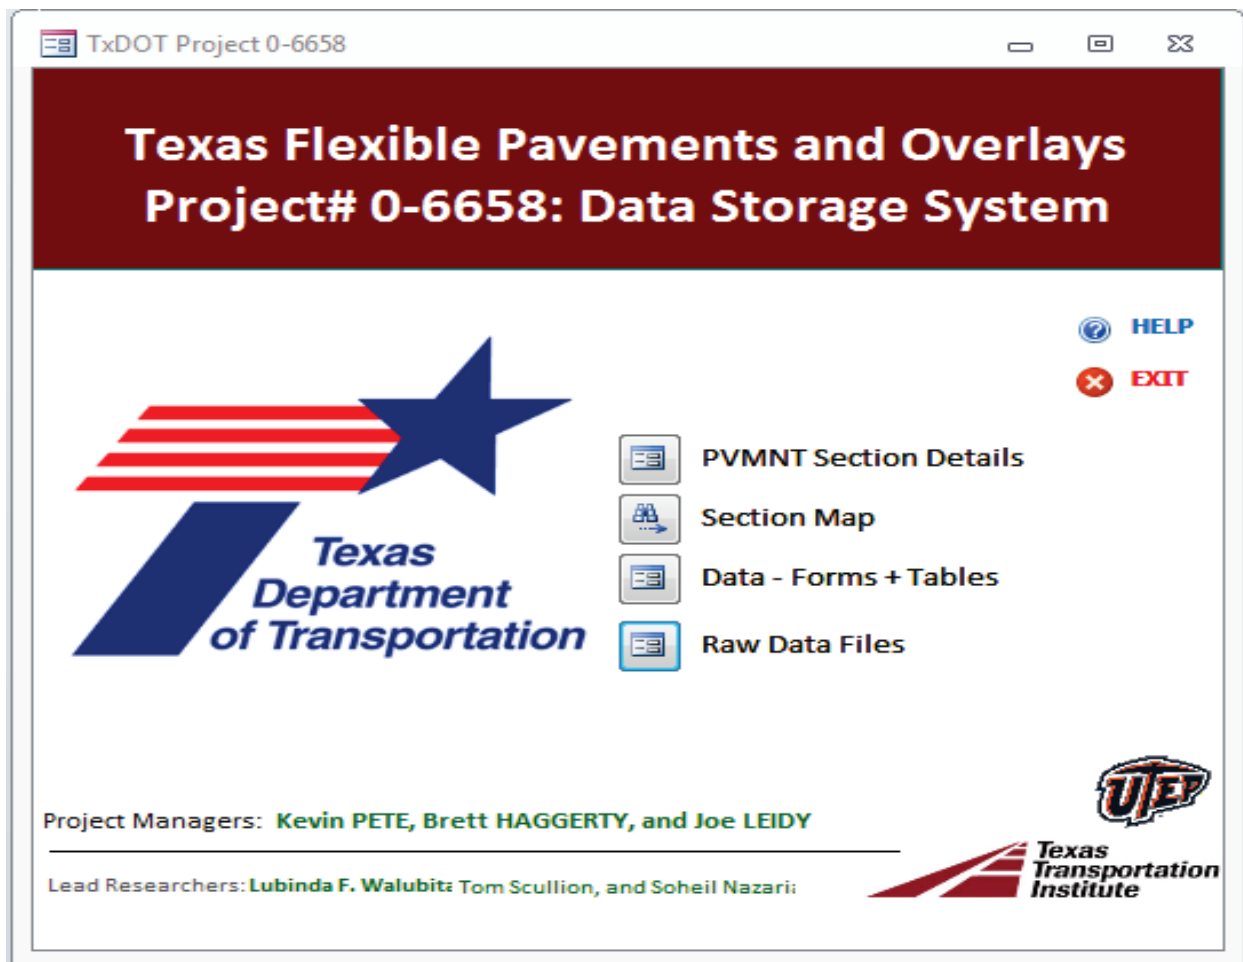 TxDOT Project 0-6658
Texas Flexible Pavements and Overlays
Project# 0-6658: Data Storage System
HELP
EXIT
PVMNT Section Details
Section Map
Data - Forms + Tables
Raw Data Files
Texas
Department
of Transportation
UTEP
Project Managers: Kevin PETE, Brett HAGGERTY, and Joe LEIDY
Texas
Transportation
Institute
Lead Researchers: Lubinda F. Walubita Tom Scullion, and Soheil Nazaria